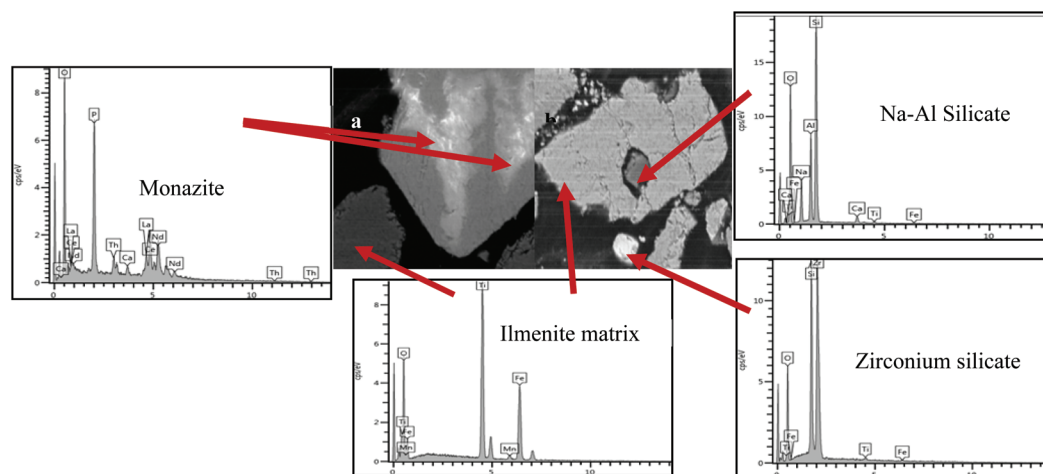 cps/eV
8
6
4
2
0
0
5
10
O
P
La
Ce
Nd
Ca
Th
Ca
La
Ce
Nd
Nd
Th
Th
Monazite
a
b
cps/eV
15
10
5
0
0
5
10
Si
O
Al
Na
Fe
Ca
Ca
Ti
Fe
Na-Al Silicate
cps/eV
8
6
4
2
0
0
5
10
Ti
O
Fe
Ti
Fe
Mn
Mn
Ilmenite matrix
cps/eV
10
5
0
0
5
10
Zr
Si
O
Fe
Ti
Ti
Fe
Zirconium silicate